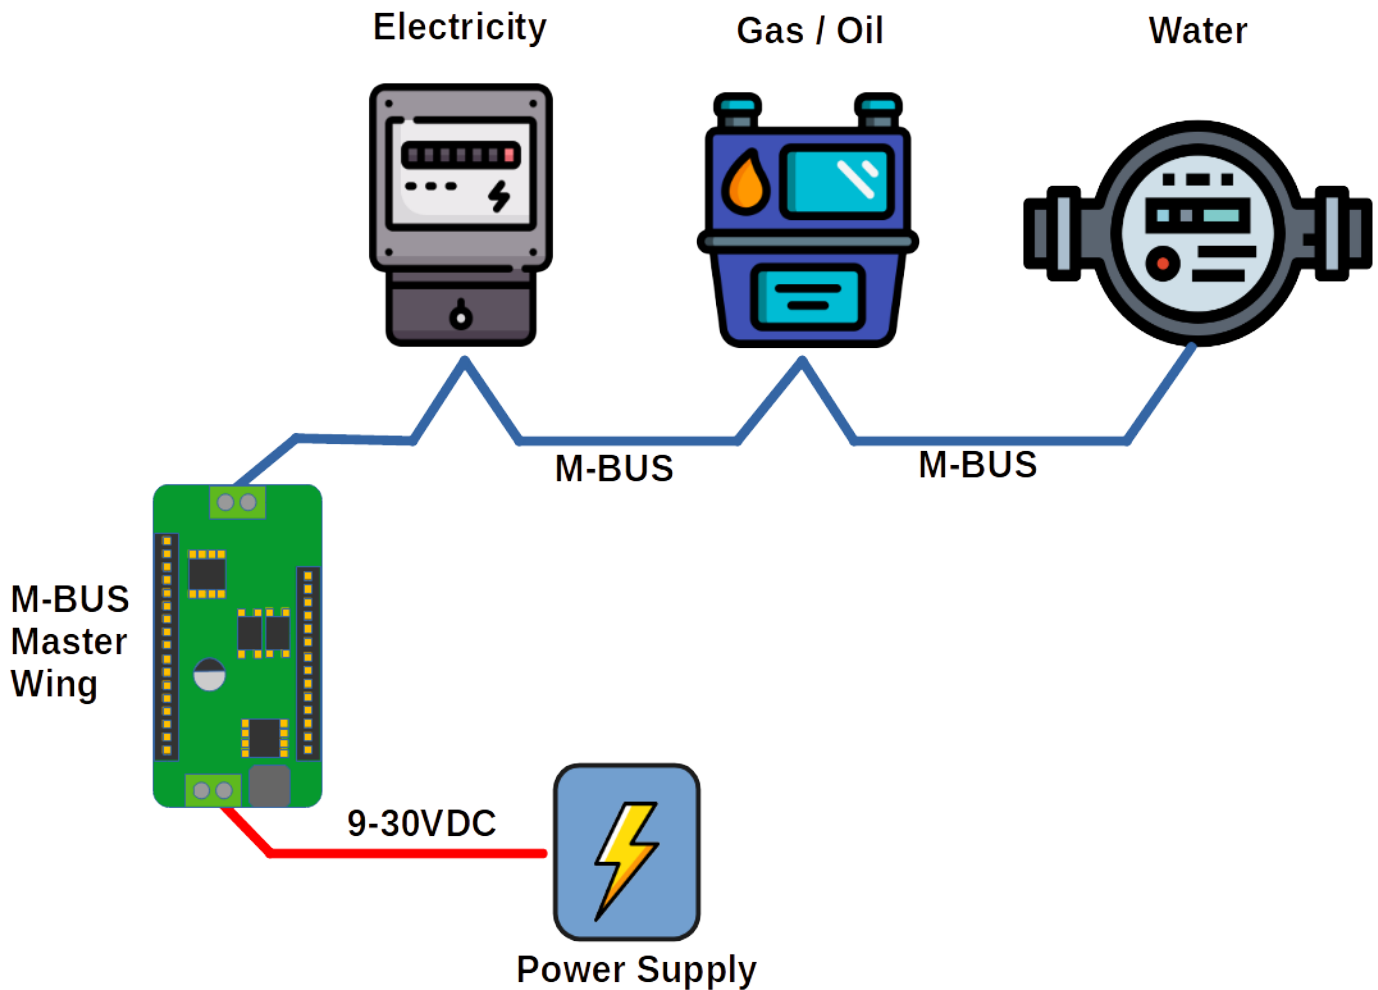 Electricity
Gas / Oil
Water
M-BUS
M-BUS
M-BUS
Master
Wing
9-30VDC
Power Supply